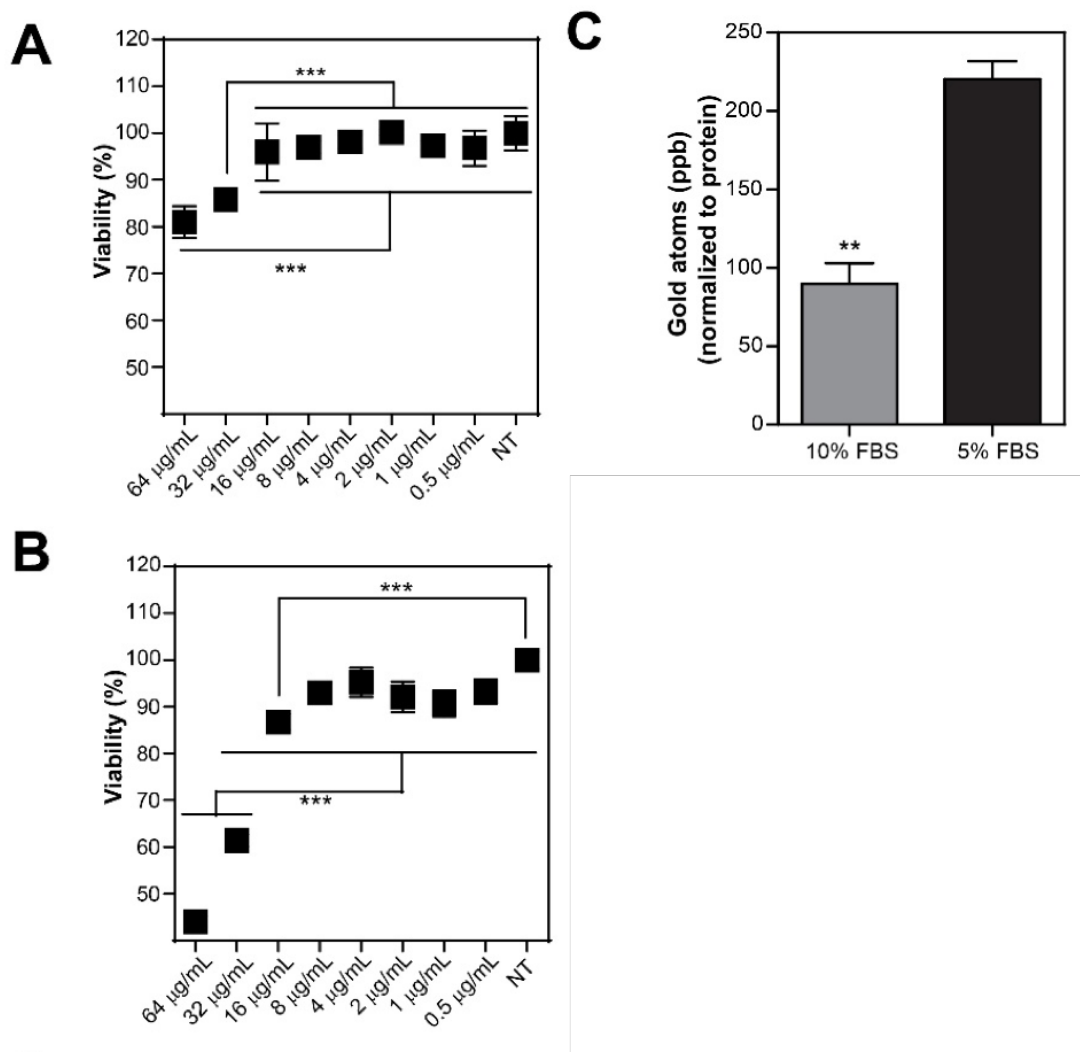 A
120
110
100
90
80
70
60
50
Viability (%)
***
***
64 µg/mL
32 µg/mL
16 µg/mL
8 µg/mL
4 µg/mL
2 µg/mL
1 µg/mL
0.5 µg/mL
NT
C
250
200
150
100
50
0
Gold atoms (ppb)
(normalized to protein)
**
10% FBS
5% FBS
B
120
110
100
90
80
70
60
50
Viability (%)
***
***
64 µg/mL
32 µg/mL
16 µg/mL
8 µg/mL
4 µg/mL
2 µg/mL
1 µg/mL
0.5 µg/mL
NT